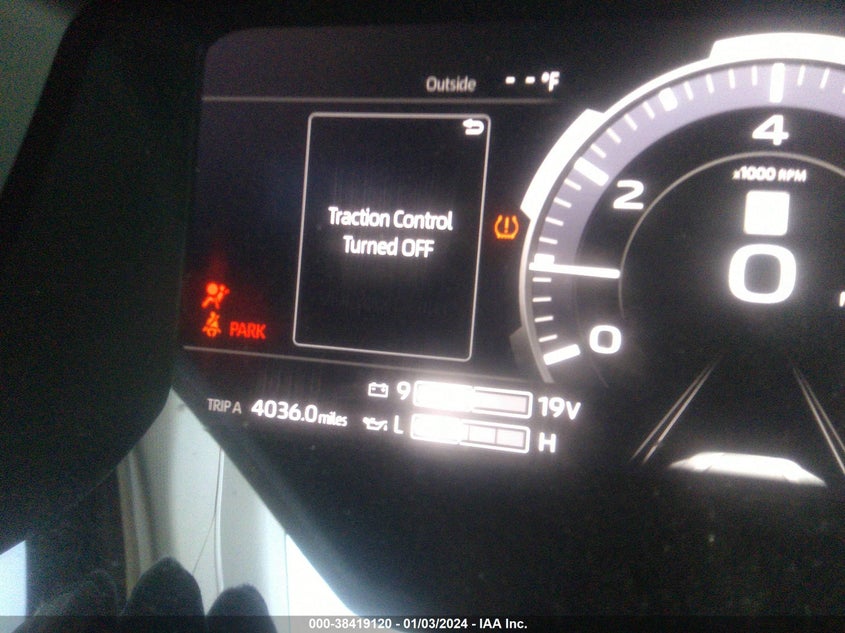 Outside -- °F
Traction Control
Turned OFF
PARK
4
x1000 RPM
2
0
0
9 19V
TRIP A 4036.0 miles
L H
000-38419120 - 01/03/2024 - IAA Inc.